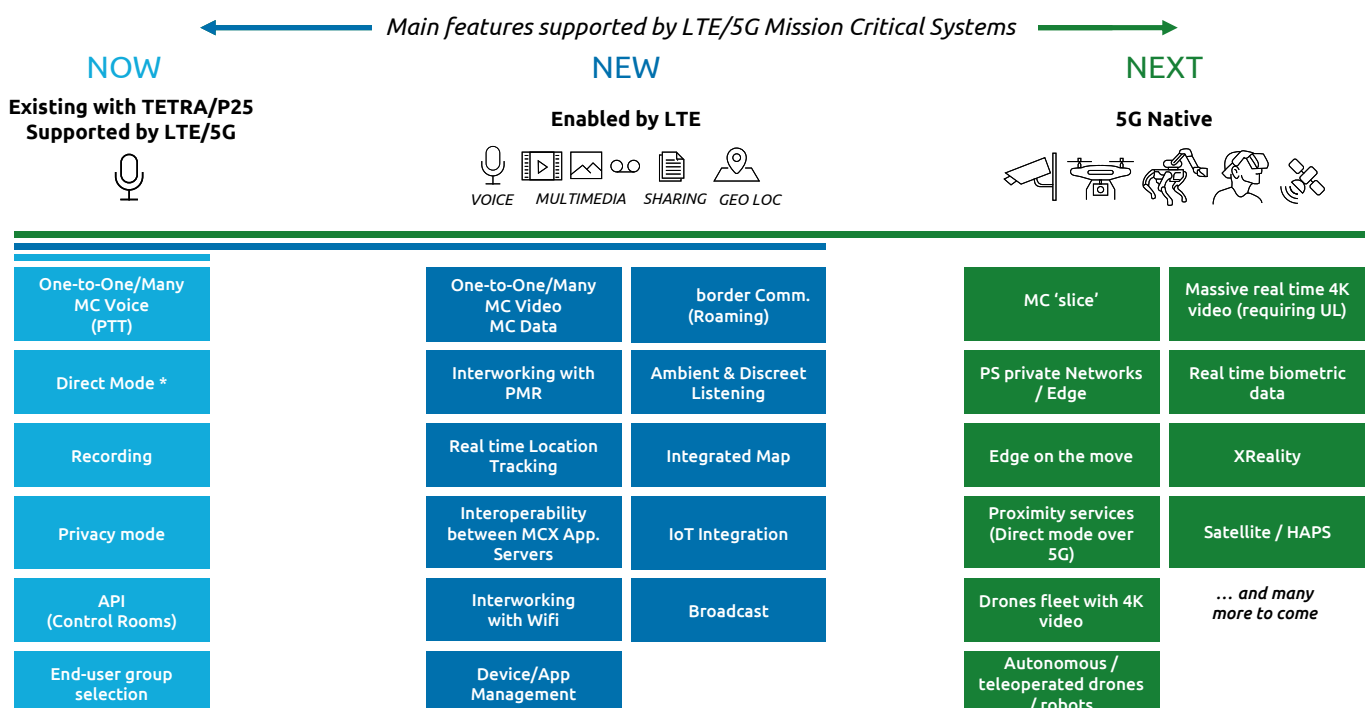 Main features supported by LTE/5G Mission Critical Systems
NOW
Existing with TETRA/P25
Supported by LTE/5G
NEW
Enabled by LTE
VOICE
MULTIMEDIA
SHARING
GEO LOC
NEXT
5G Native
One-to-One/Many
MC Voice
(PTT)
Direct Mode *
Recording
Privacy mode
API
(Control Rooms)
End-user group
selection
One-to-One/Many
MC Video
MC Data
border Comm.
(Roaming)
Interworking with
PMR
Ambient & Discreet
Listening
Real time Location
Tracking
Integrated Map
Interoperability
between MCX App.
Servers
IoT Integration
Interworking
with Wifi
Broadcast
Device/App
Management
MC ‘slice’
Massive real time 4K
video (requiring UL)
PS private Networks
/ Edge
Real time biometric
data
Edge on the move
XReality
Proximity services
(Direct mode over
5G)
Satellite / HAPS
Drones fleet with 4K
video
... and many
more to come
Autonomous /
teleoperated drones
/ robots